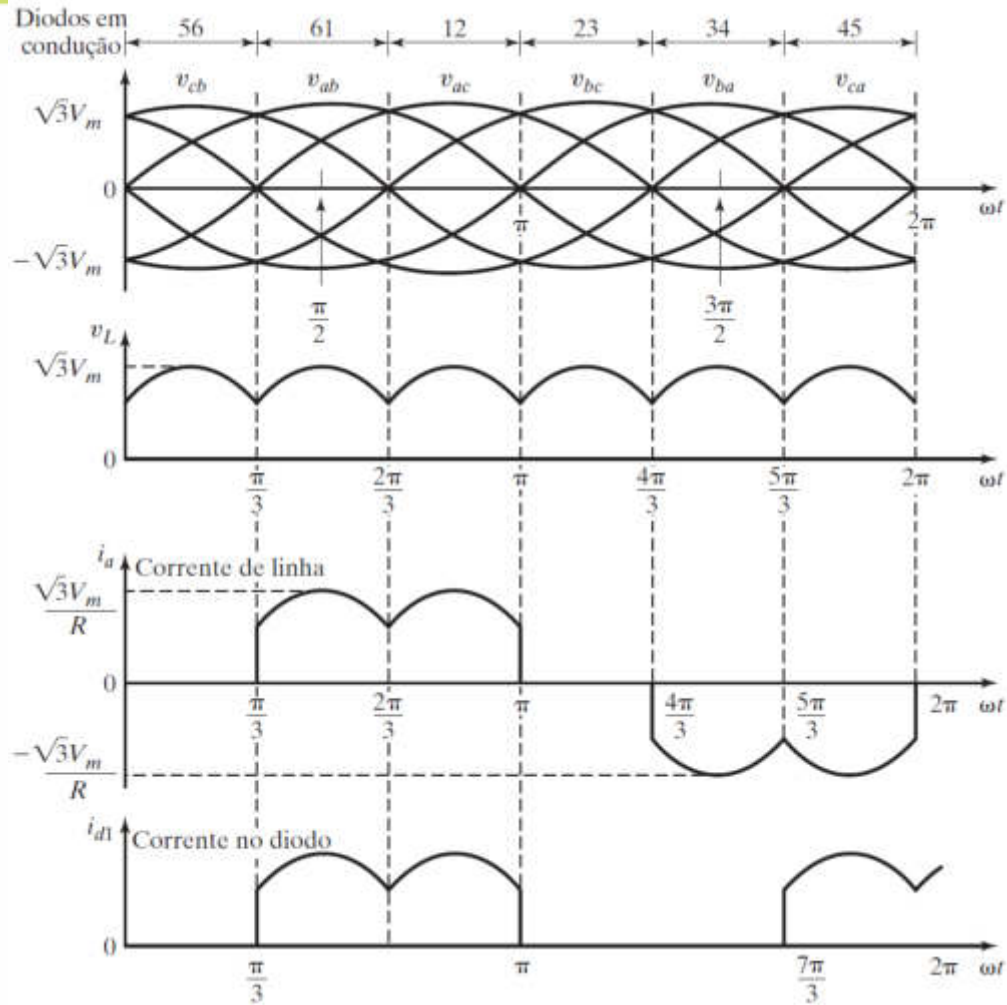 Diodos em condução
56 61 12 23 34 45
v_cb v_ab v_ac v_bc v_ba v_ca
√3V_m
0
−√3V_m
π 2π ωt
π/2 3π/2
v_L
√3V_m
0
π/3 2π/3 π 4π/3 5π/3 2π ωt
i_a Corrente de linha
√3V_m/R
0
π/3 2π/3 π 4π/3 5π/3 2π ωt
−√3V_m/R
i_d1 Corrente no diodo
0
π/3 π 7π/3 2π ωt